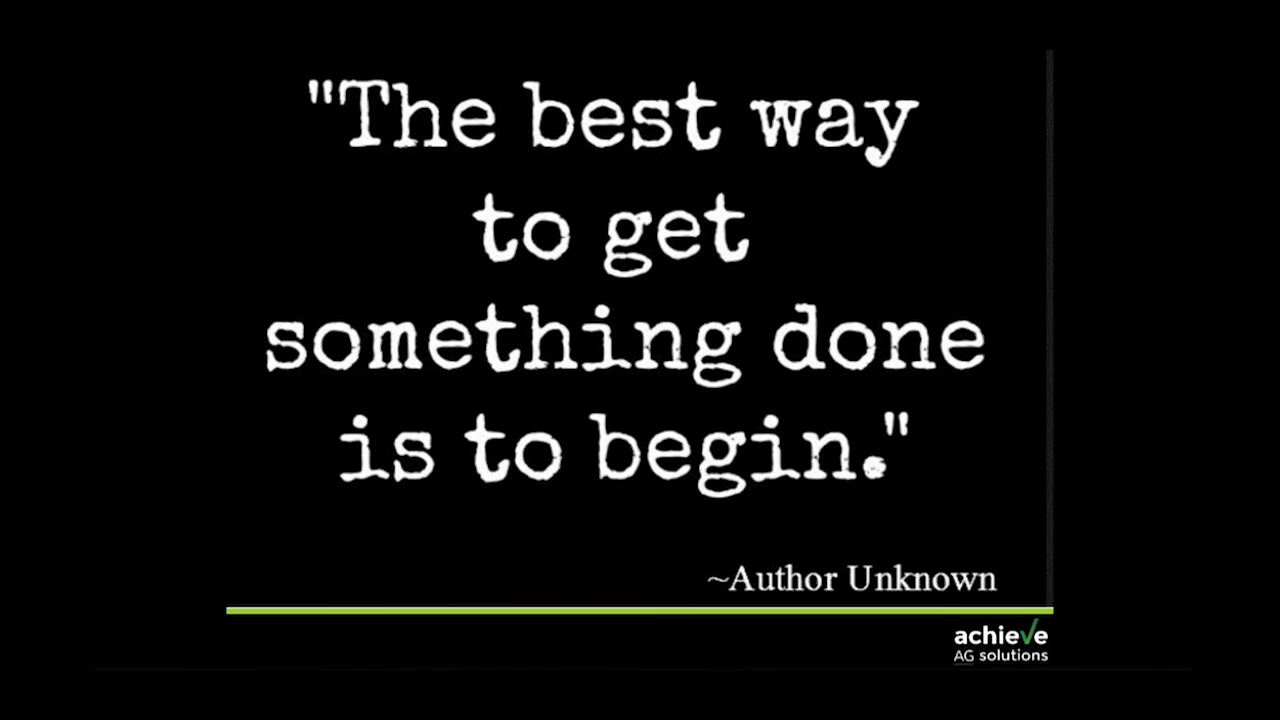 "The best way
to get
something done
is to begin."
~Author Unknown
achieve
AG solutions